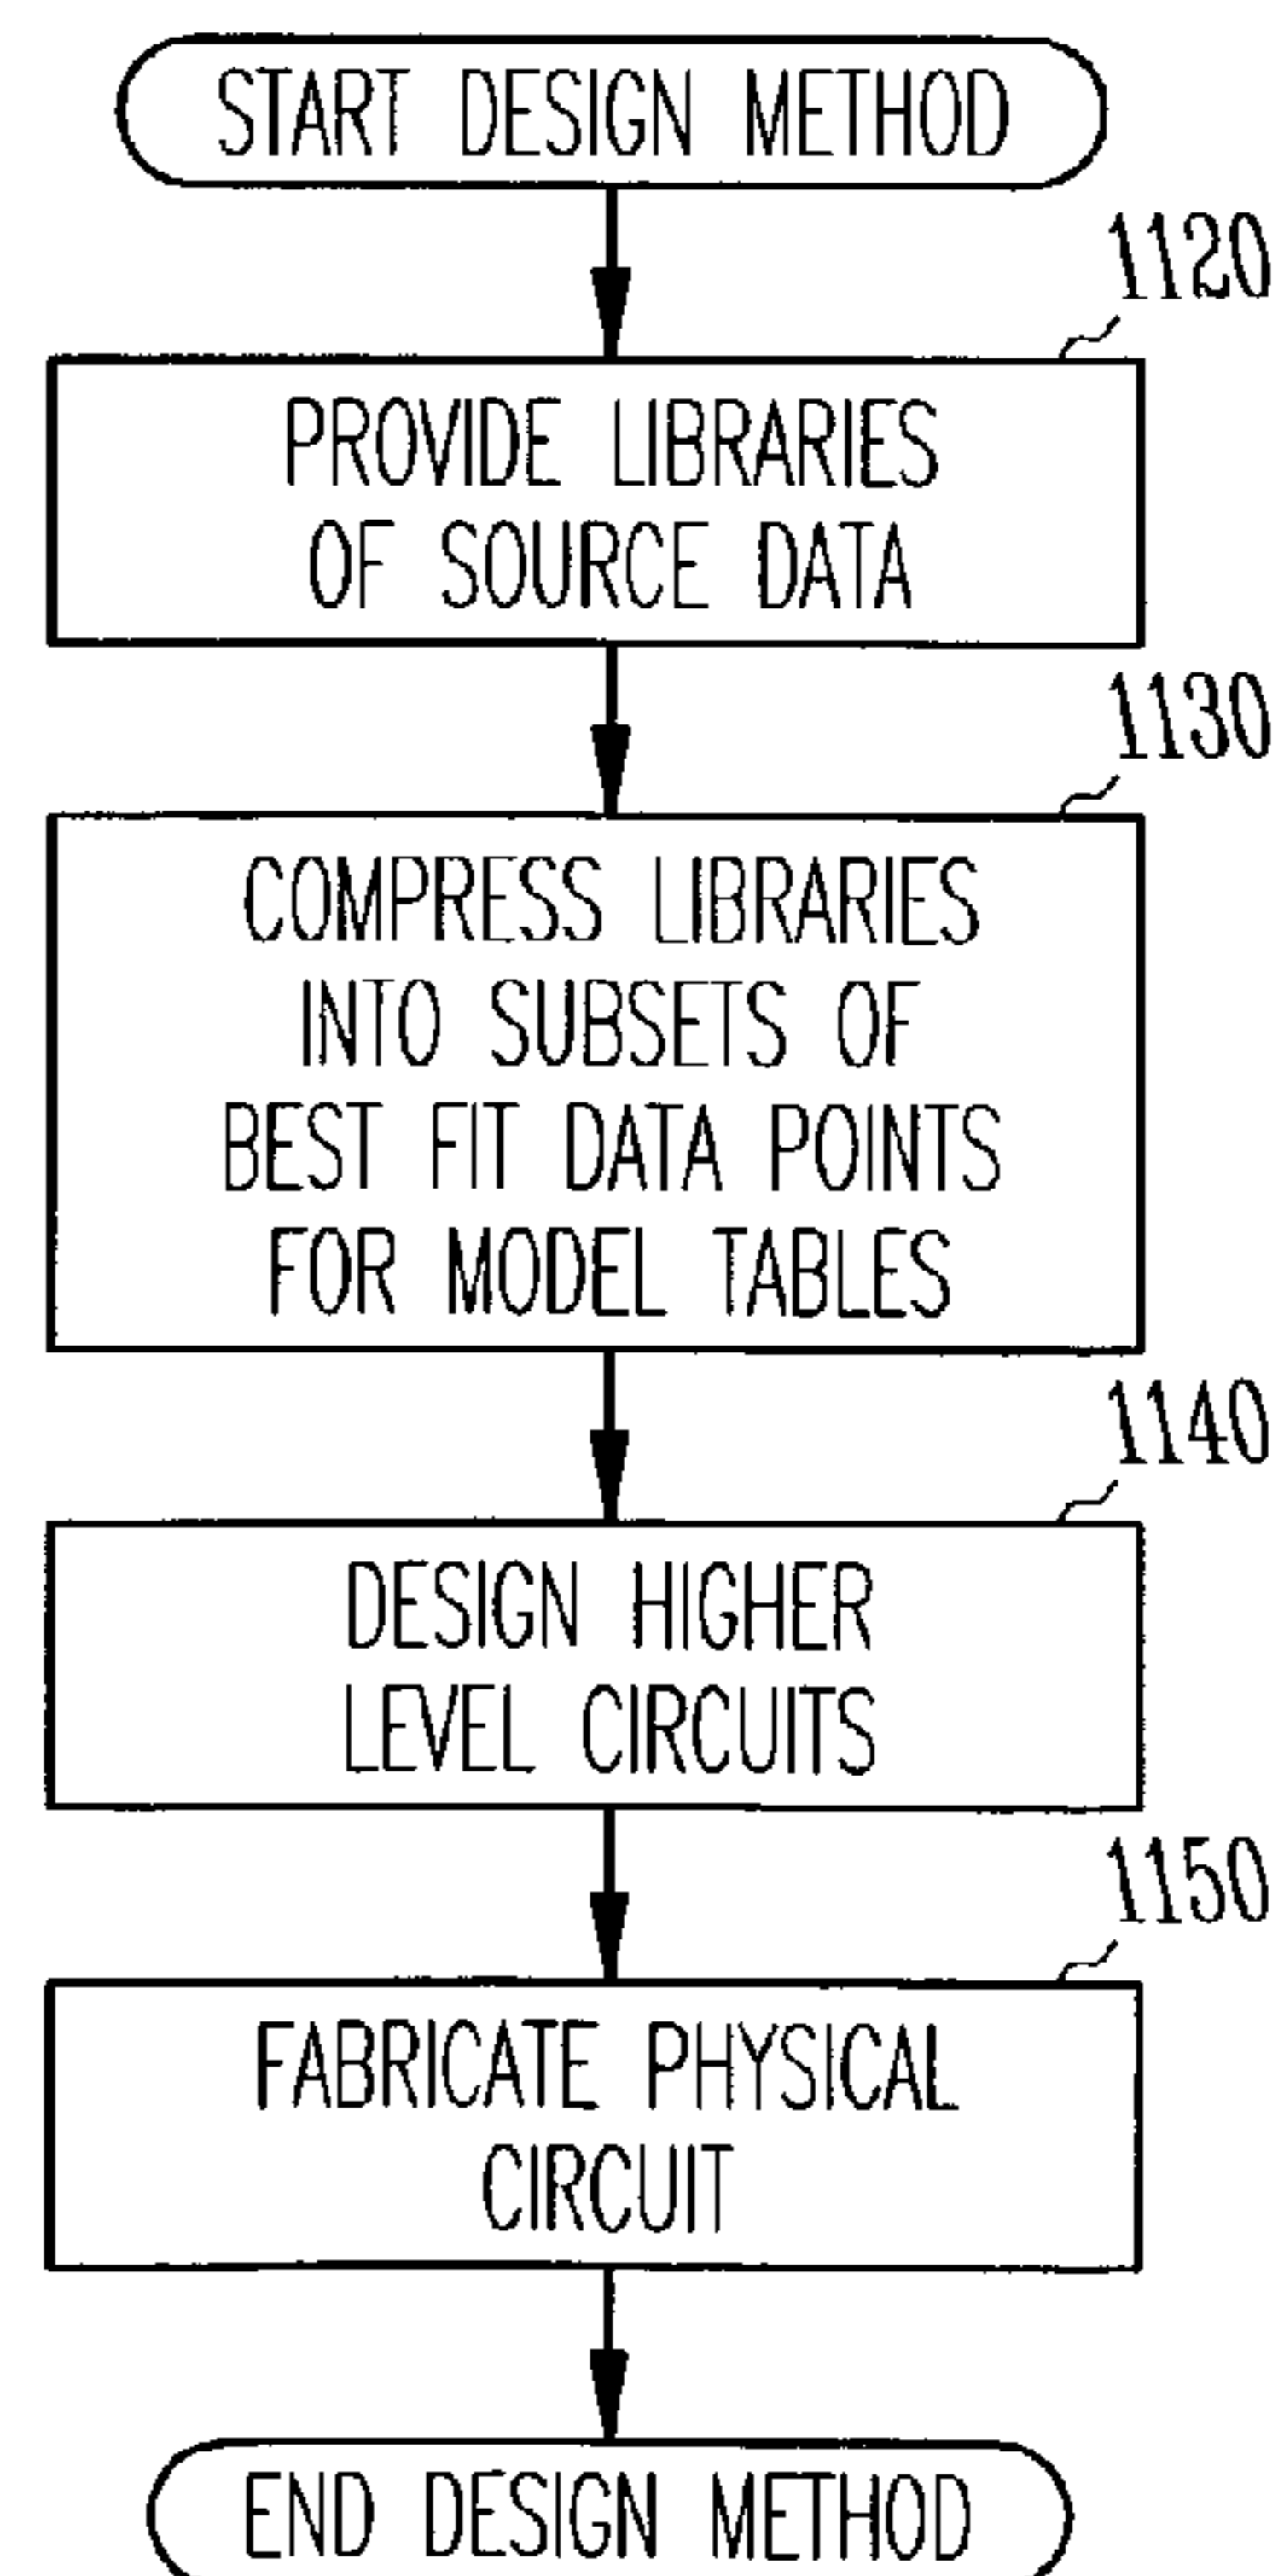 START DESIGN METHOD
1120
PROVIDE LIBRARIES
OF SOURCE DATA
1130
COMPRESS LIBRARIES
INTO SUBSETS OF
BEST FIT DATA POINTS
FOR MODEL TABLES
1140
DESIGN HIGHER
LEVEL CIRCUITS
1150
FABRICATE PHYSICAL
CIRCUIT
END DESIGN METHOD